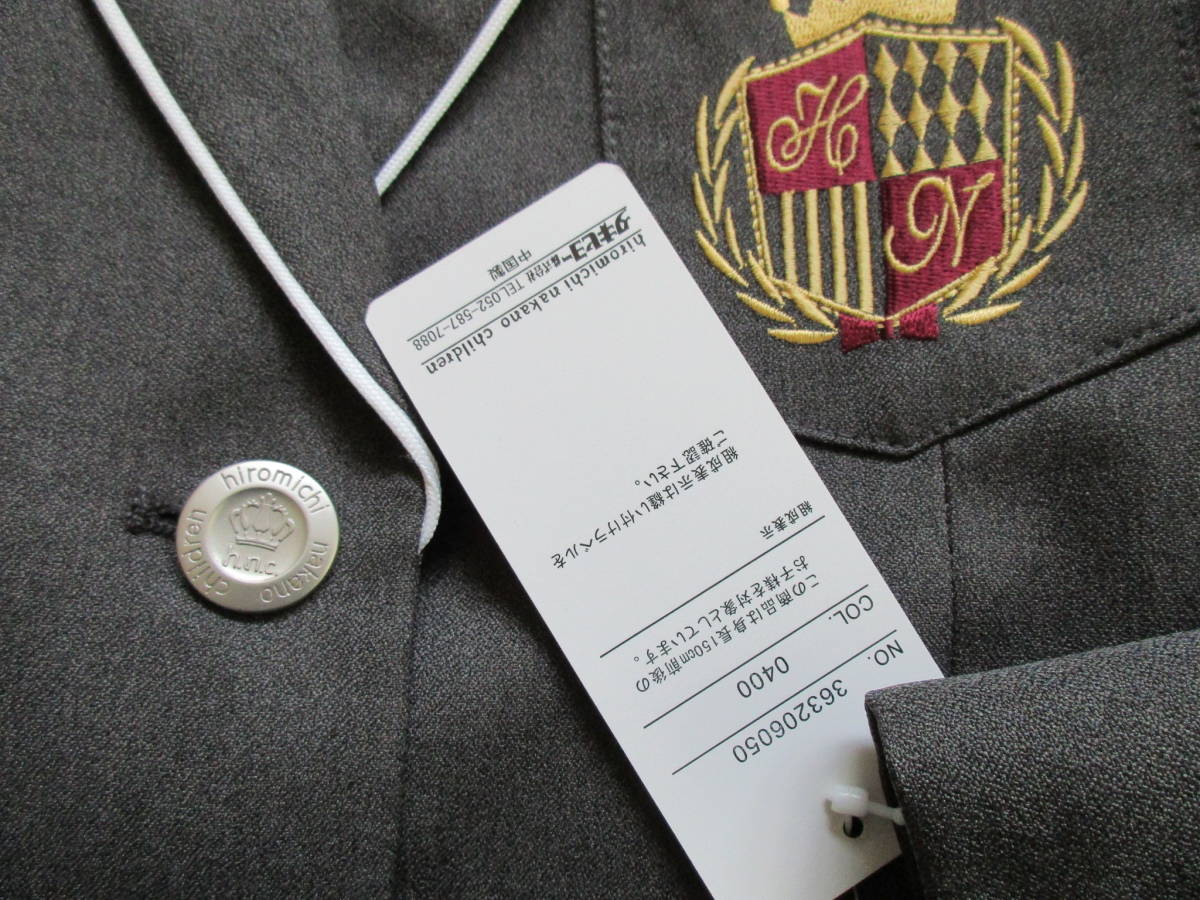 H
N
hiromichi nakano children
h.n.c.
NO. 363206050
COL. 0400
この商品は身長150cm前後の
お子様を対象としています。
組成表示
組成表示は縫い付けラベルを
ご確認下さい。
hiromichi nakano children
タキヒヨー株式会社 TEL052-587-7088
中国製